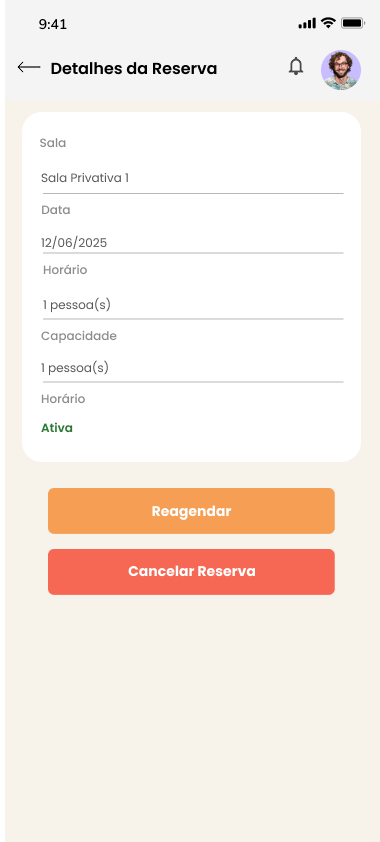 9:41
Detalhes da Reserva
Sala
Sala Privativa 1
Data
12/06/2025
Horário
1 pessoa(s)
Capacidade
1 pessoa(s)
Horário
Ativa
Reagendar
Cancelar Reserva